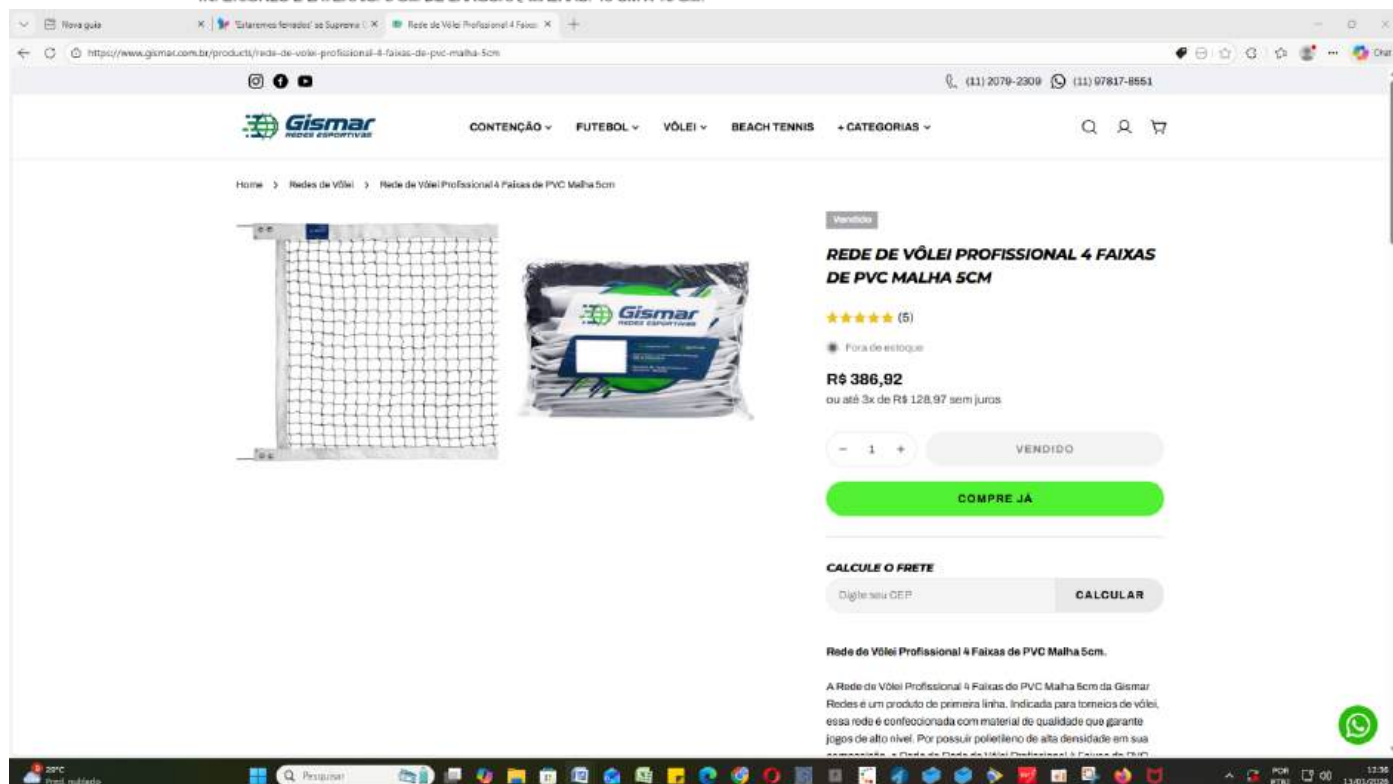 Nova guia
'Estaremos ferrados' se Suprema C
Rede de Vôlei Profissional 4 Faixas
https://www.gismar.com.br/products/rede-de-volei-profissional-4-faixas-de-pvc-malha-5cm
(11) 2079-2309 (11) 97817-8551
Gismar
REDES ESPORTIVAS
CONTENÇÃO FUTEBOL VÔLEI BEACH TENNIS + CATEGORIAS
Home > Redes de Vôlei > Rede de Vôlei Profissional 4 Faixas de PVC Malha 5cm
Vendido
REDE DE VÔLEI PROFISSIONAL 4 FAIXAS
DE PVC MALHA 5CM
(5)
Gismar
REDES ESPORTIVAS
Fora de estoque
R$ 386,92
ou até 3x de R$ 128,97 sem juros
− 1 + VENDIDO
COMPRE JÁ
CALCULE O FRETE
Digite seu CEP CALCULAR
Rede de Vôlei Profissional 4 Faixas de PVC Malha 5cm.
A Rede de Vôlei Profissional 4 Faixas de PVC Malha 5cm da Gismar
Redes é um produto de primeira linha. Indicada para torneios de vôlei,
essa rede é confeccionada com material de qualidade que garante
jogos de alto nível. Por possuir polietileno de alta densidade em sua
29°C
Pred. nublado
Pesquisar
POR
PTB2
12:36